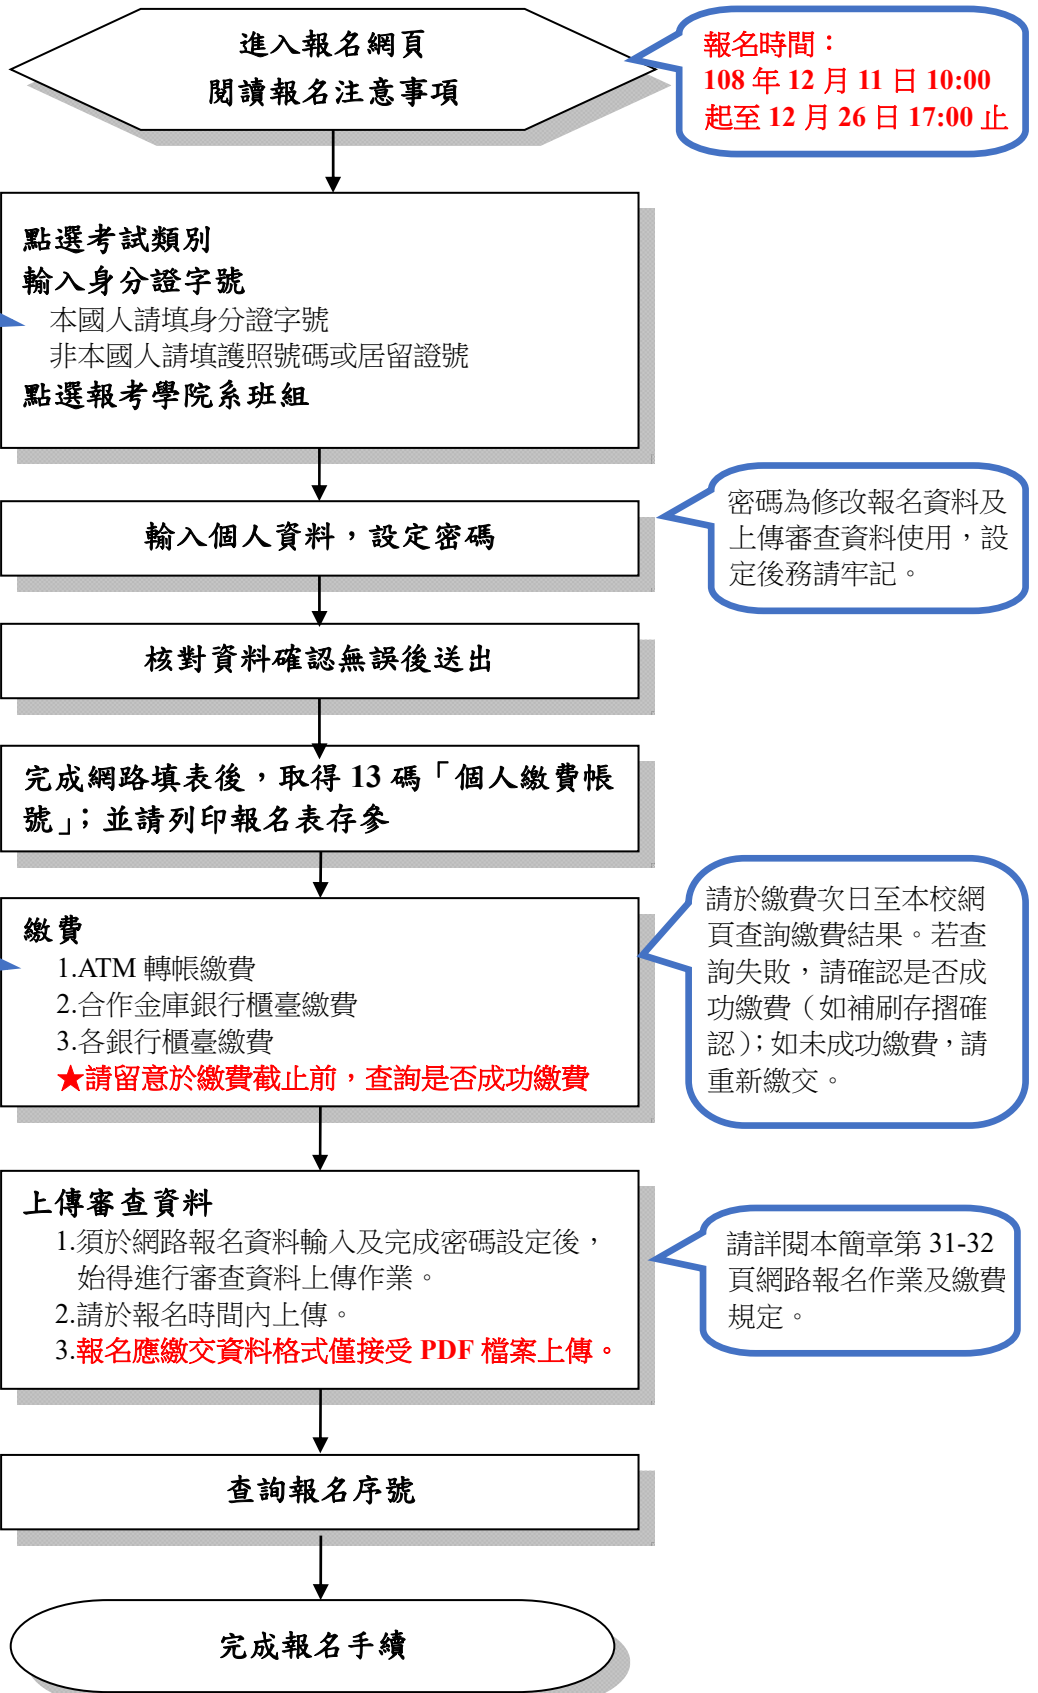 進入報名網頁
閱讀報名注意事項
報名時間：
108 年 12 月 11 日 10:00
起至 12 月 26 日 17:00 止
點選考試類別
輸入身分證字號
本國人請填身分證字號
非本國人請填護照號碼或居留證號
點選報考學院系班組
輸入個人資料，設定密碼
密碼為修改報名資料及
上傳審查資料使用，設
定後務請牢記。
核對資料確認無誤後送出
完成網路填表後，取得 13 碼「個人繳費帳
號」；並請列印報名表存參
繳費
1.ATM 轉帳繳費
2.合作金庫銀行櫃臺繳費
3.各銀行櫃臺繳費
★請留意於繳費截止前，查詢是否成功繳費
請於繳費次日至本校網
頁查詢繳費結果。若查
詢失敗，請確認是否成
功繳費（如補刷存摺確
認）；如未成功繳費，請
重新繳交。
上傳審查資料
1.須於網路報名資料輸入及完成密碼設定後，
始得進行審查資料上傳作業。
2.請於報名時間內上傳。
3.報名應繳交資料格式僅接受 PDF 檔案上傳。
請詳閱本簡章第 31-32
頁網路報名作業及繳費
規定。
查詢報名序號
完成報名手續